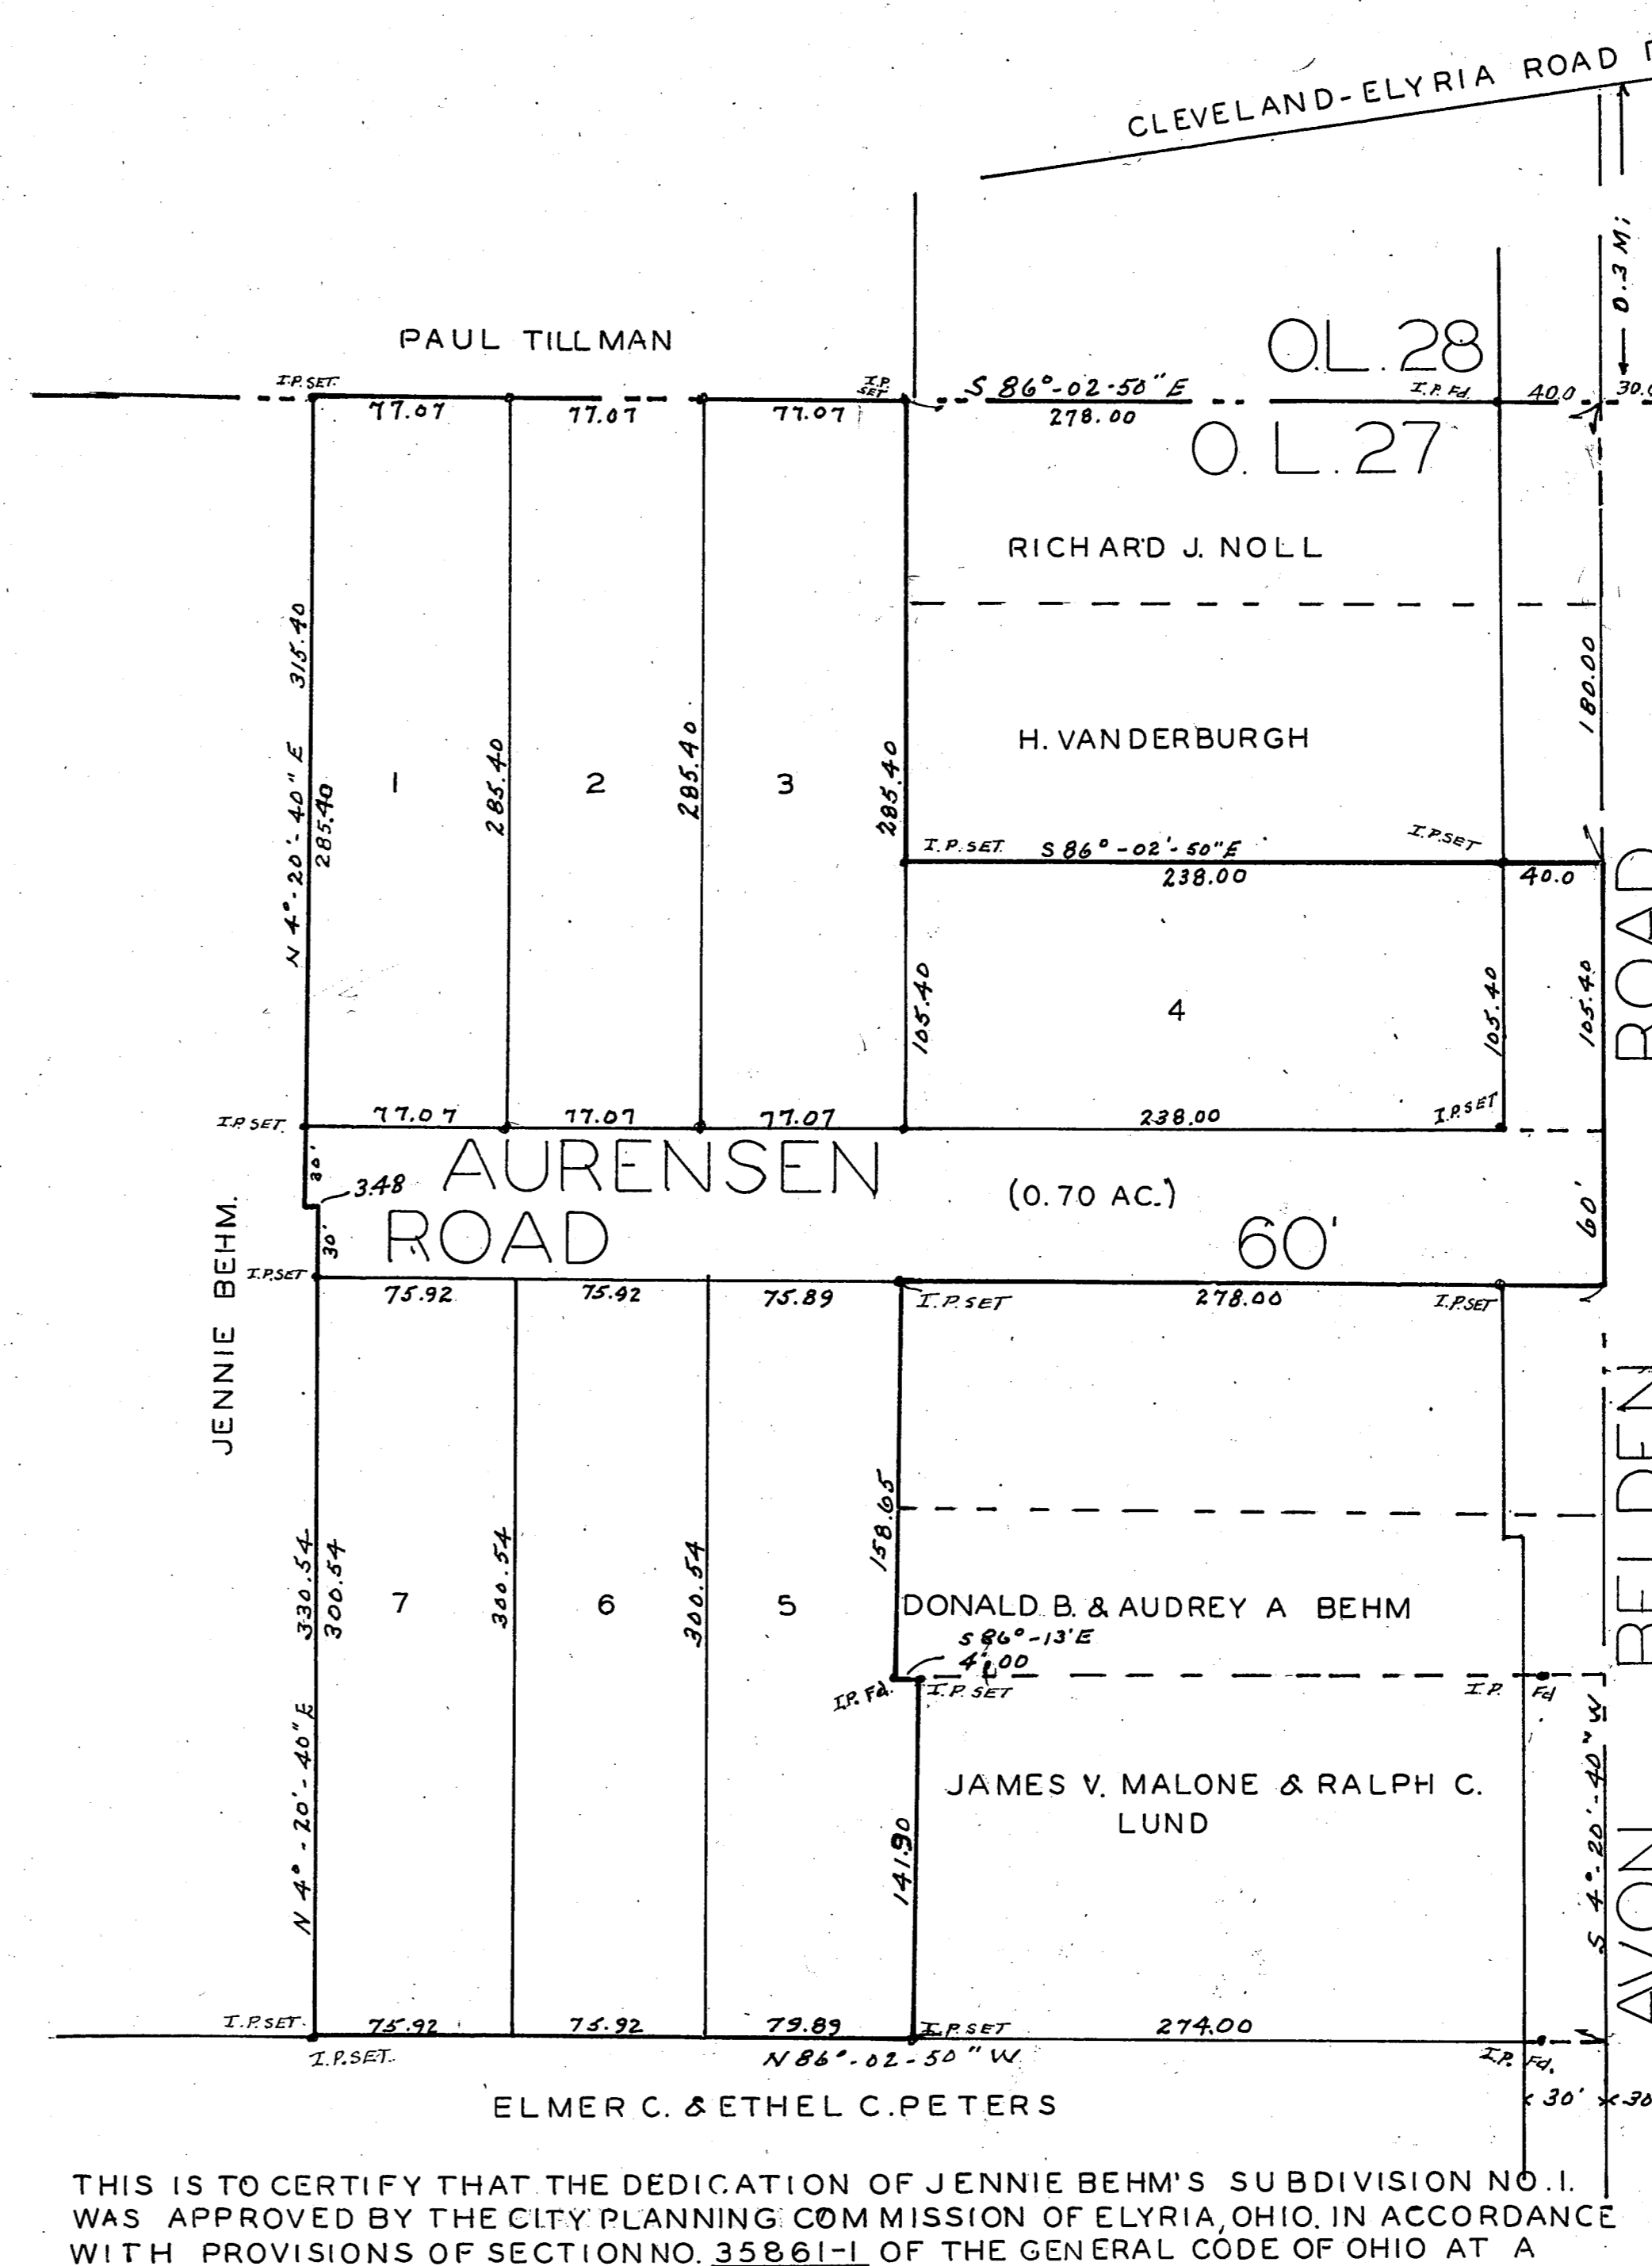 CLEVELAND-ELYRIA ROAD
0.3 Mi
PAUL TILLMAN
O.L. 28
I.P. SET.
I.P. SET
S 86°-02-50" E
I.P. Fd.
40.0
30.0
77.07
77.07
77.07
278.00
O. L. 27
RICHARD J. NOLL
N 4°-20'-40" E 315.40
180.00
H. VANDERBURGH
1
2
3
285.40
285.40
285.40
285.40
I.P. SET.
S 86°-02'-50" E
I.P. SET
238.00
40.0
105.40
4
105.40
105.40
I.P. SET.
77.07
77.07
77.07
238.00
I.P. SET
30'
3.48
AURENSEN
ROAD
(0.70 AC.)
60'
60'
30'
JENNIE BEHM.
I.P. SET
75.92
75.92
75.89
I.P. SET
278.00
I.P. SET
158.65
330.54
300.54
7
300.54
6
300.54
5
DONALD B. & AUDREY A BEHM
S 86°-13' E
4.00
I.P. Fd.
I.P. SET
I.P. Fd
N 4°-20'-40" E
141.90
JAMES V. MALONE & RALPH C.
LUND
S 4°-20'-40" W
AVON BELDEN ROAD
I.P. SET.
75.92
75.92
79.89
I.P. SET
274.00
I.P. SET.
N 86°-02-50" W
I.P. Fd.
ELMER C. & ETHEL C. PETERS
30'
30
THIS IS TO CERTIFY THAT THE DEDICATION OF JENNIE BEHM'S SUBDIVISION NO. 1.
WAS APPROVED BY THE CITY PLANNING COMMISSION OF ELYRIA, OHIO. IN ACCORDANCE
WITH PROVISIONS OF SECTION NO. 35861-1 OF THE GENERAL CODE OF OHIO AT A